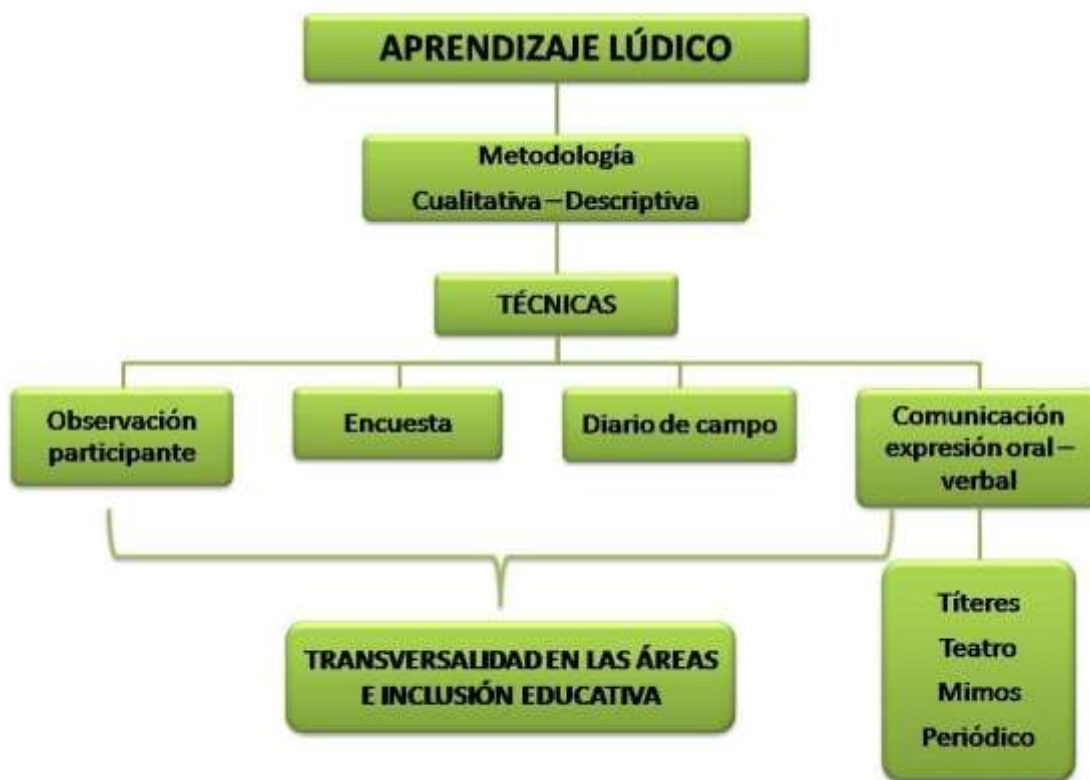 APRENDIZAJE LÚDICO
Metodología
Cualitativa – Descriptiva
TÉCNICAS
Observación
participante
Encuesta
Diario de campo
Comunicación
expresión oral –
verbal
TRANSVERSALIDAD EN LAS ÁREAS
E INCLUSIÓN EDUCATIVA
Títeres
Teatro
Mimos
Periódico